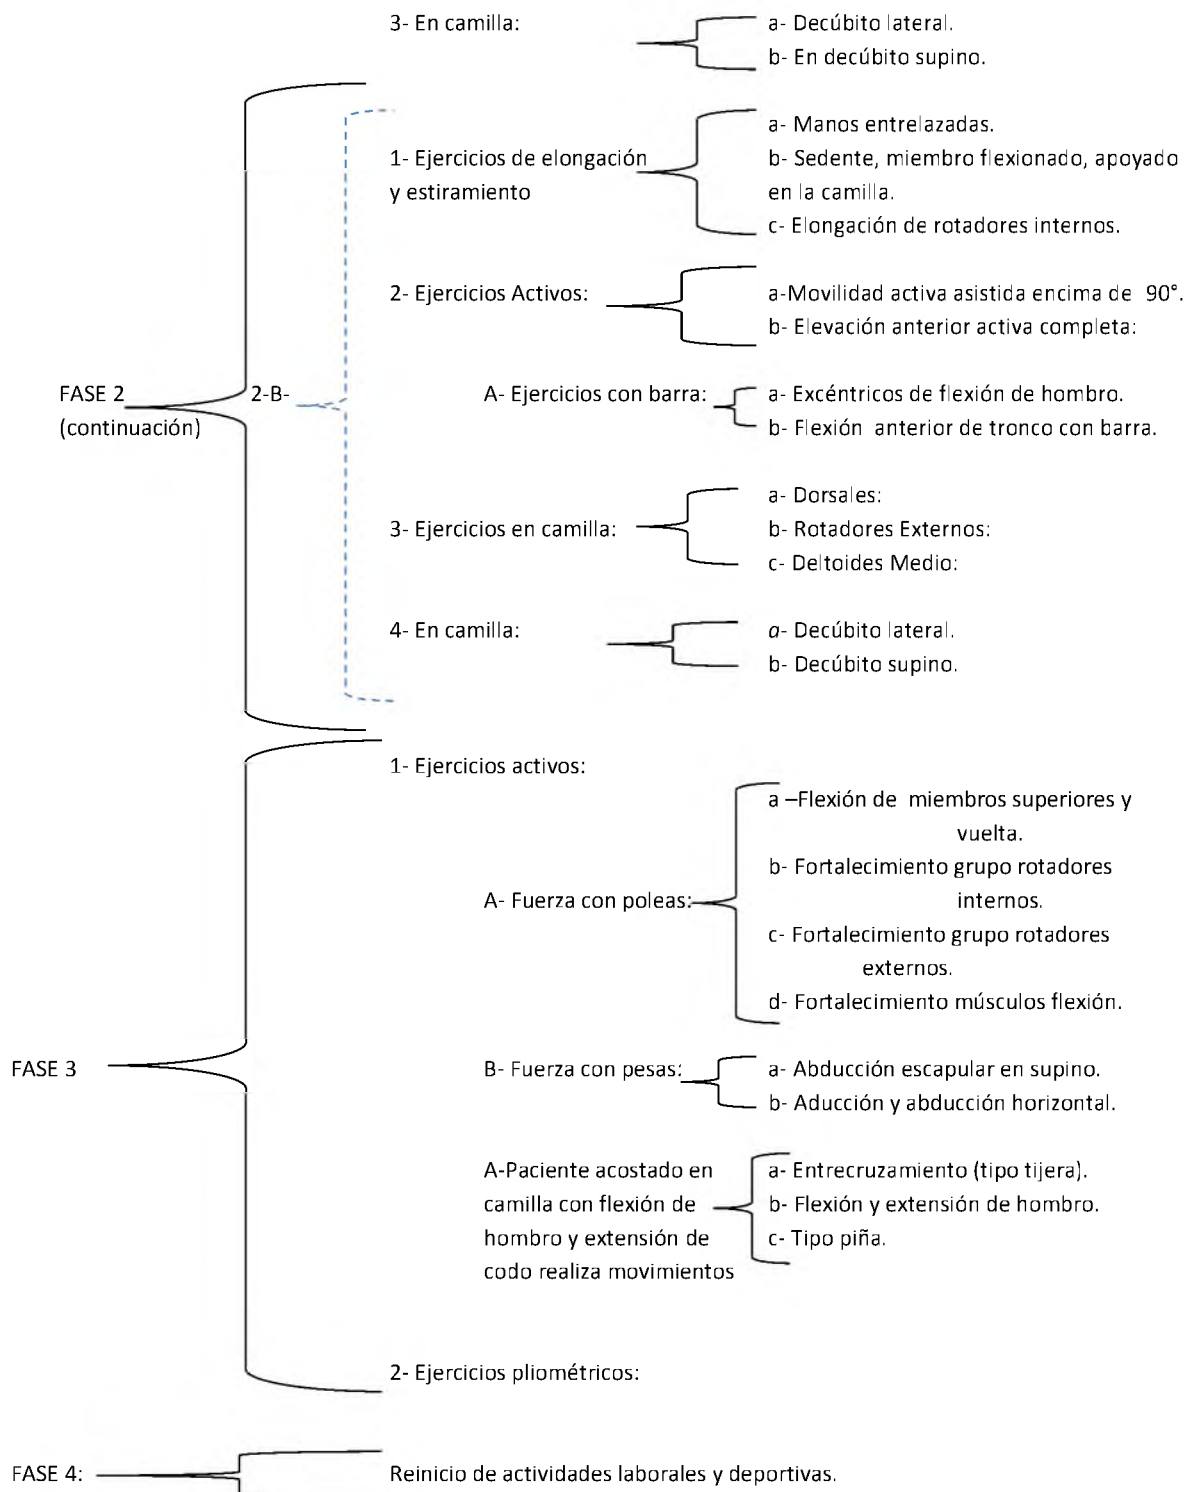 3- En camilla:
a- Decúbito lateral.
b- En decúbito supino.
FASE 2
(continuación)
2-B-
1- Ejercicios de elongación
y estiramiento
a- Manos entrelazadas.
b- Sedente, miembro flexionado, apoyado
en la camilla.
c- Elongación de rotadores internos.
2- Ejercicios Activos:
a-Movilidad activa asistida encima de 90°.
b- Elevación anterior activa completa:
A- Ejercicios con barra:
a- Excéntricos de flexión de hombro.
b- Flexión anterior de tronco con barra.
3- Ejercicios en camilla:
a- Dorsales:
b- Rotadores Externos:
c- Deltoides Medio:
4- En camilla:
a- Decúbito lateral.
b- Decúbito supino.
FASE 3
1- Ejercicios activos:
A- Fuerza con poleas:
a –Flexión de miembros superiores y
vuelta.
b- Fortalecimiento grupo rotadores
internos.
c- Fortalecimiento grupo rotadores
externos.
d- Fortalecimiento músculos flexión.
B- Fuerza con pesas:
a- Abducción escapular en supino.
b- Aducción y abducción horizontal.
A-Paciente acostado en
camilla con flexión de
hombro y extensión de
codo realiza movimientos
a- Entrecruzamiento (tipo tijera).
b- Flexión y extensión de hombro.
c- Tipo piña.
2- Ejercicios pliométricos:
FASE 4:
Reinicio de actividades laborales y deportivas.